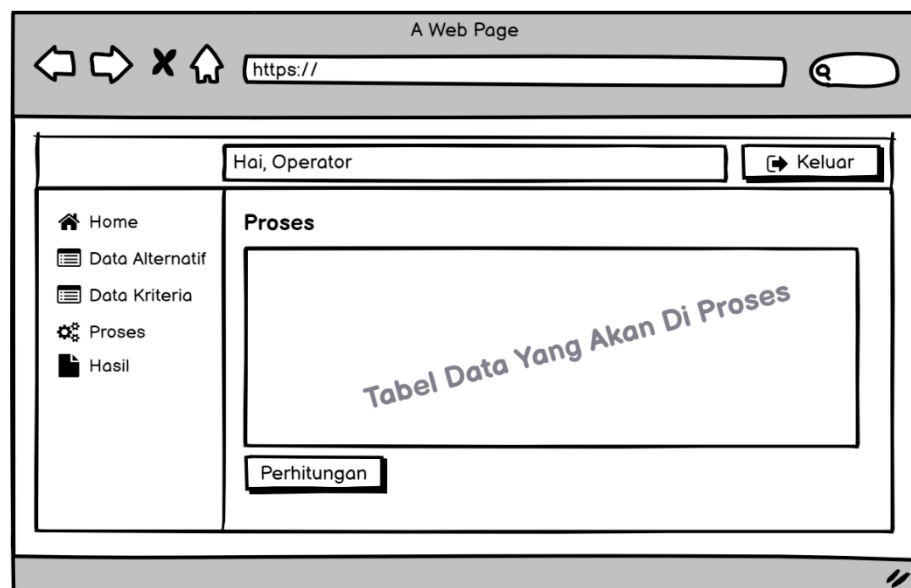 A Web Page
https://
Hai, Operator
Keluar
Home
Data Alternatif
Data Kriteria
Proses
Hasil
Proses
Tabel Data Yang Akan Di Proses
Perhitungan